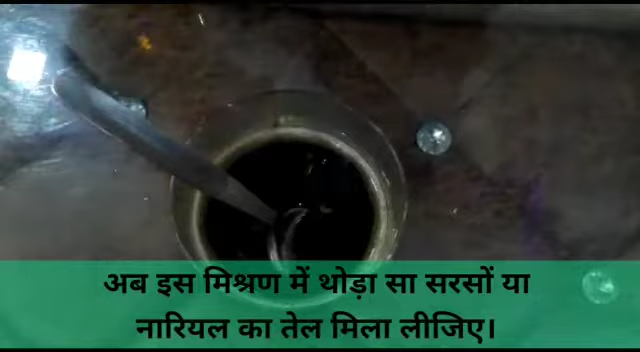 अब इस मिश्रण में थोड़ा सा सरसों या
नारियल का तेल मिला लीजिए।